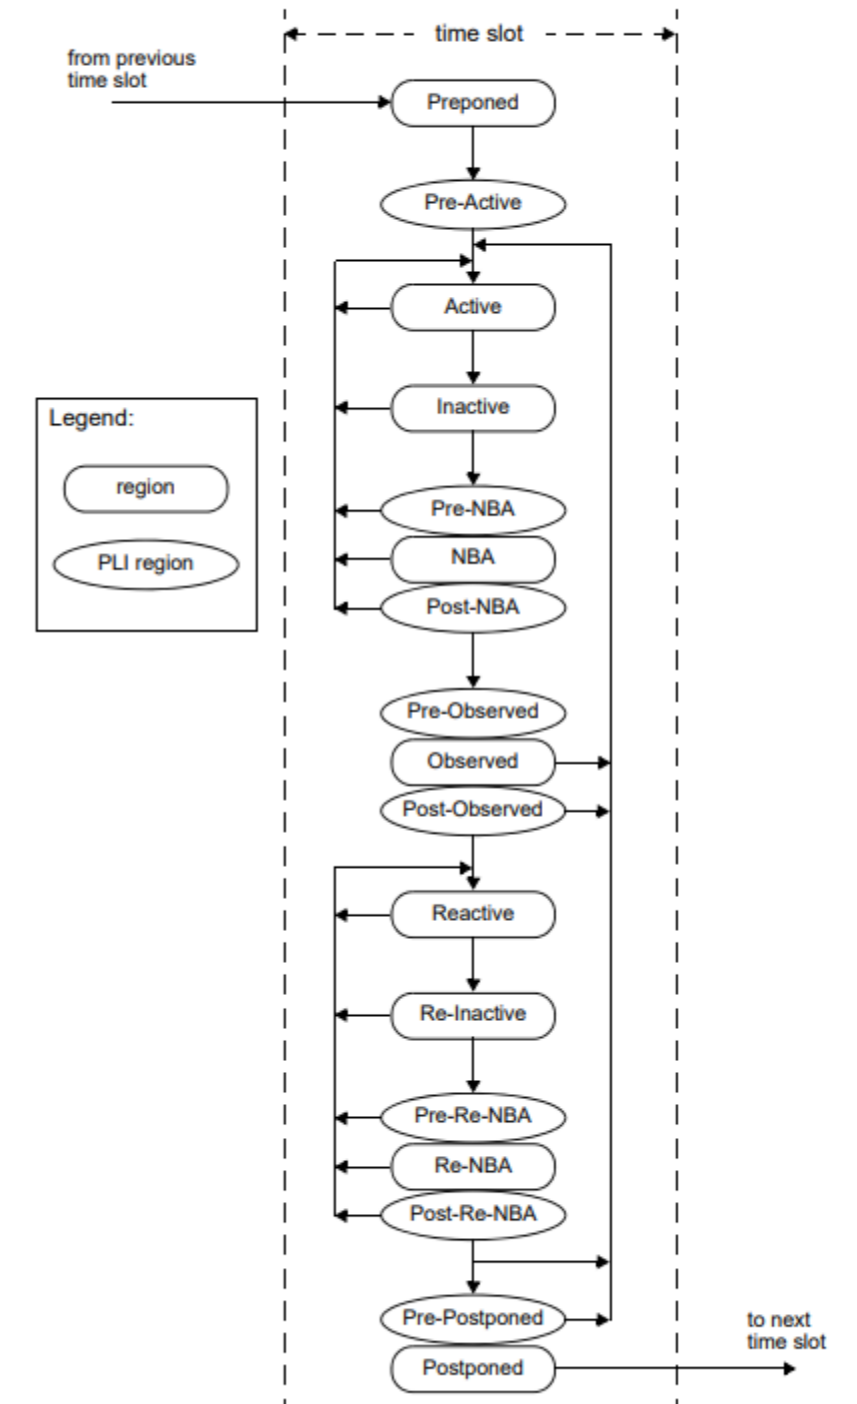 time slot
from previous
time slot
Preponed
Pre-Active
Active
Inactive
Legend:
region
PLI region
Pre-NBA
NBA
Post-NBA
Pre-Observed
Observed
Post-Observed
Reactive
Re-Inactive
Pre-Re-NBA
Re-NBA
Post-Re-NBA
Pre-Postponed
Postponed
to next
time slot